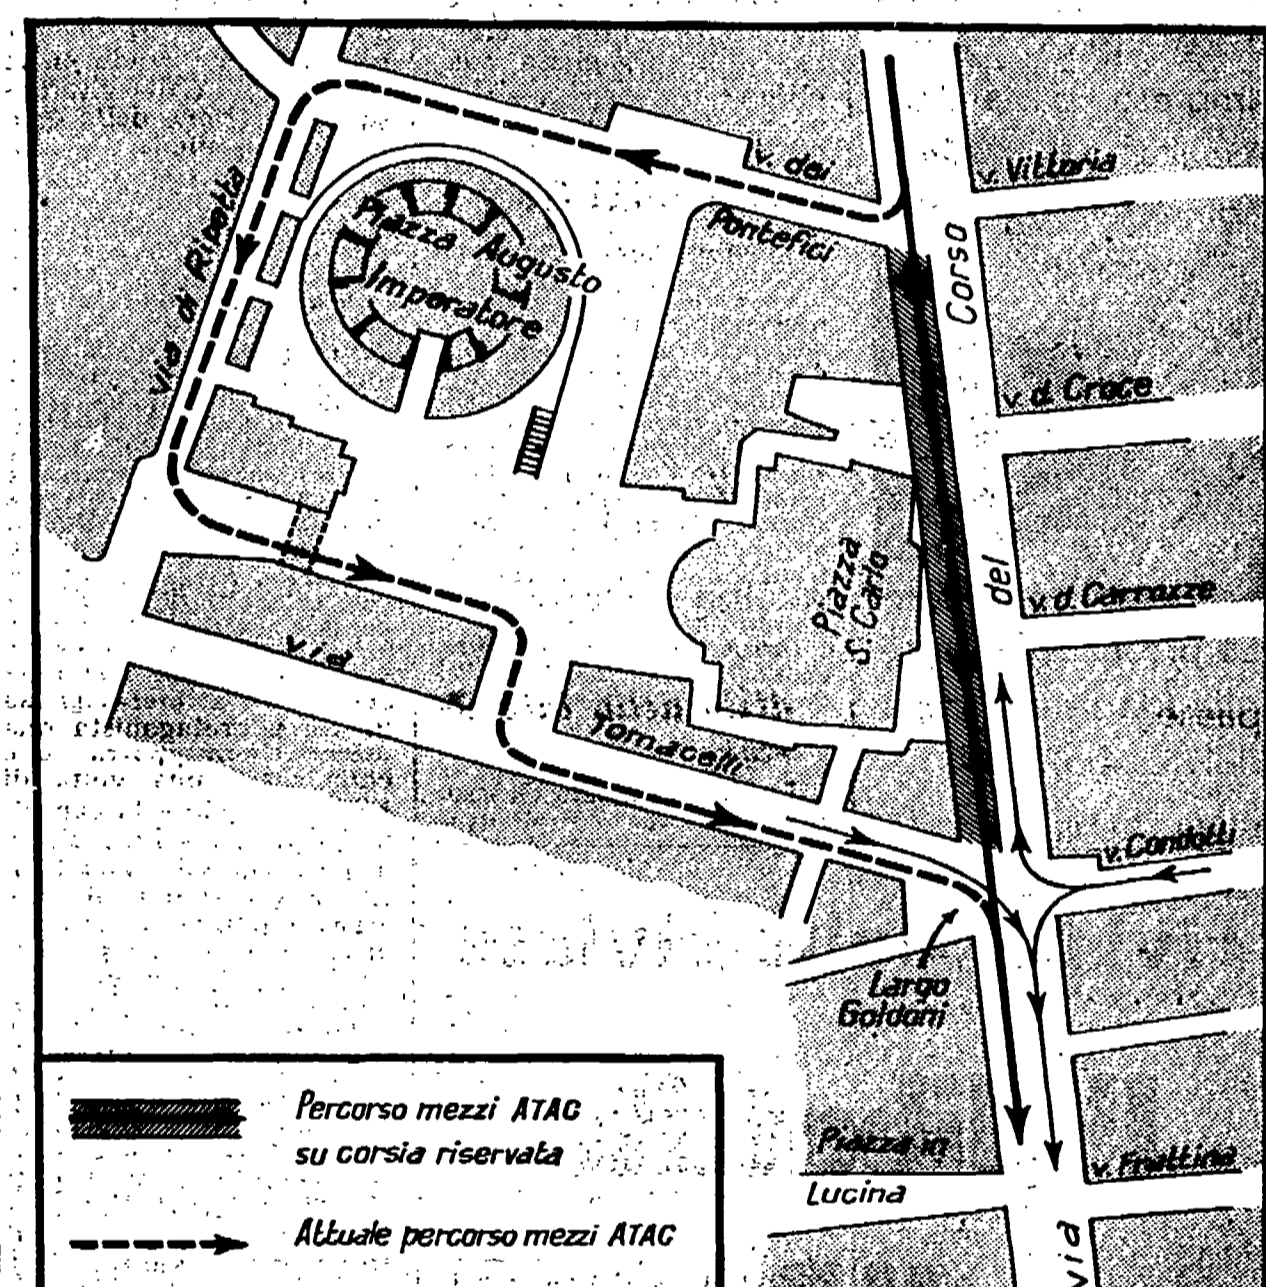 v. dei
Pontefici
v. Vittoria
Piazza Augusto
Imperatore
via di Ripetta
Corso
v. d. Croce
Piazza
S. Carlo
del
v. d. Carrozze
via
Tomacelli
v. Condotti
Largo
Goldoni
Piazza in
Lucina
v. Frattina
via
Percorso mezzi ATAC
su corsia riservata
Attuale percorso mezzi ATAC